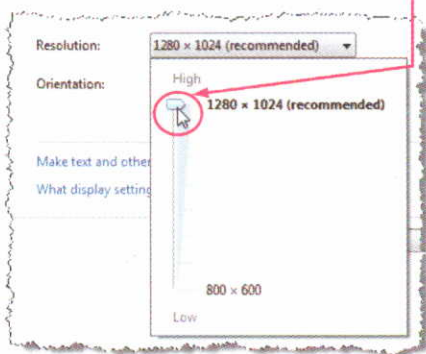 Resolution: 1280 × 1024 (recommended)
Orientation: High
1280 × 1024 (recommended)
Make text and other
What display setting
800 × 600
Low